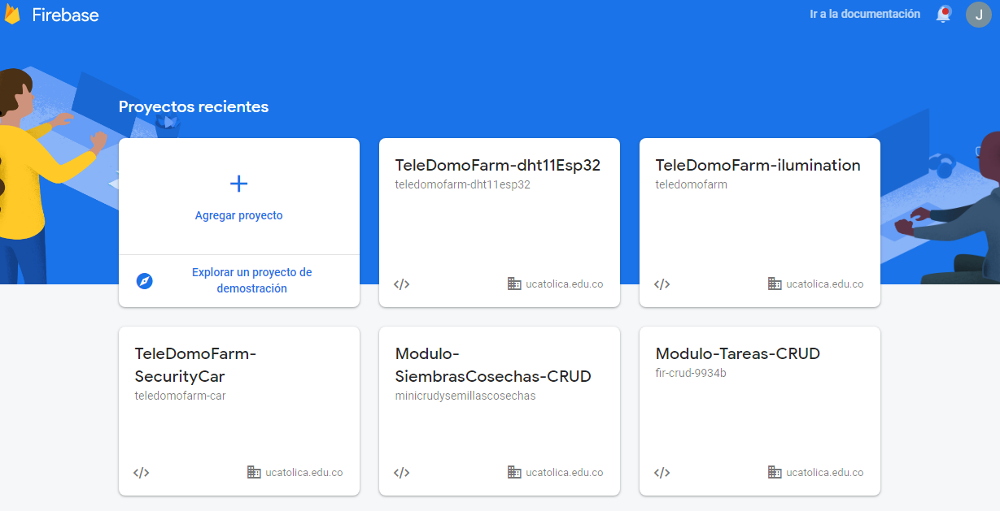 Firebase
Ir a la documentación
J
Proyectos recientes
Agregar proyecto
Explorar un proyecto de
demostración
TeleDomoFarm-dht11Esp32
teledomofarm-dht11esp32
</>
ucatolica.edu.co
TeleDomoFarm-ilumination
teledomofarm
</>
ucatolica.edu.co
TeleDomoFarm-
SecurityCar
teledomofarm-car
</>
ucatolica.edu.co
Modulo-
SiembrasCosechas-CRUD
minicrudysemillascosechas
</>
ucatolica.edu.co
Modulo-Tareas-CRUD
fir-crud-9934b
</>
ucatolica.edu.co